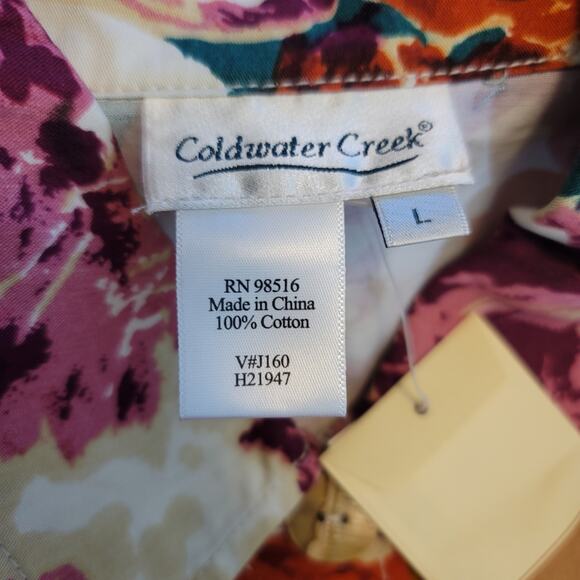 Coldwater Creek®
L
RN 98516
Made in China
100% Cotton
V#J160
H21947